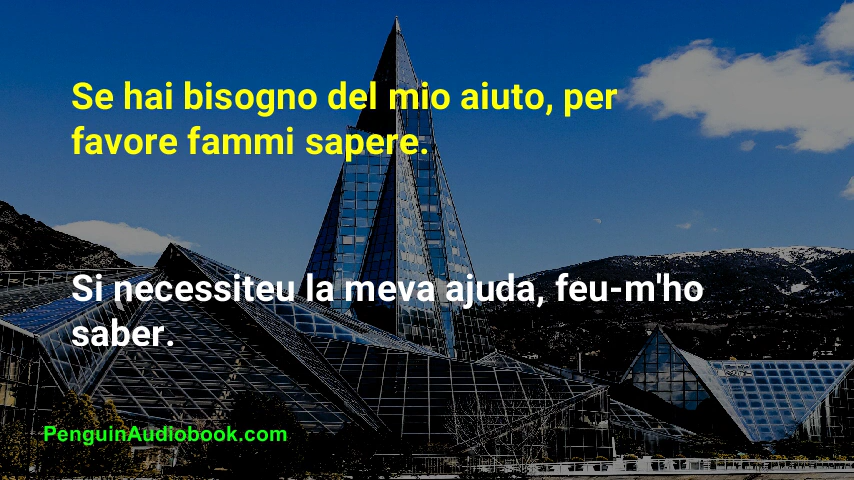 Se hai bisogno del mio aiuto, per
favore fammi sapere.
Si necessiteu la meva ajuda, feu-m'ho
saber.
PenguinAudiobook.com